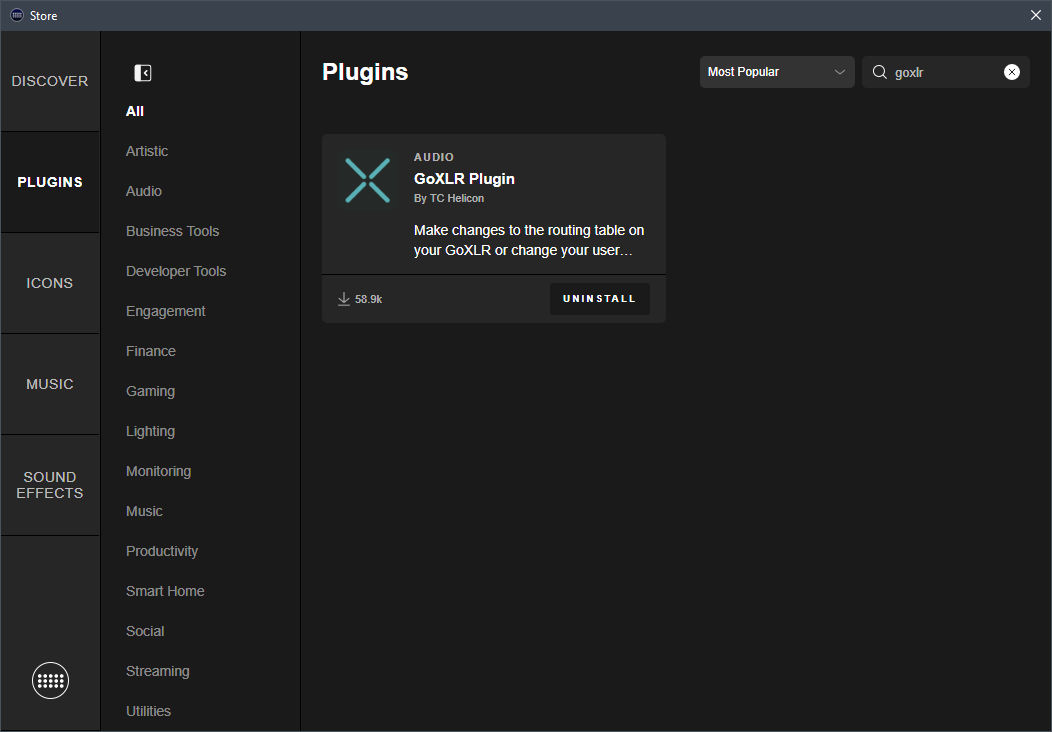 Store
DISCOVER
PLUGINS
ICONS
MUSIC
SOUND
EFFECTS
All
Artistic
Audio
Business Tools
Developer Tools
Engagement
Finance
Gaming
Lighting
Monitoring
Music
Productivity
Smart Home
Social
Streaming
Utilities
Plugins
Most Popular
goxlr
AUDIO
GoXLR Plugin
By TC Helicon
Make changes to the routing table on
your GoXLR or change your user...
58.9k
UNINSTALL